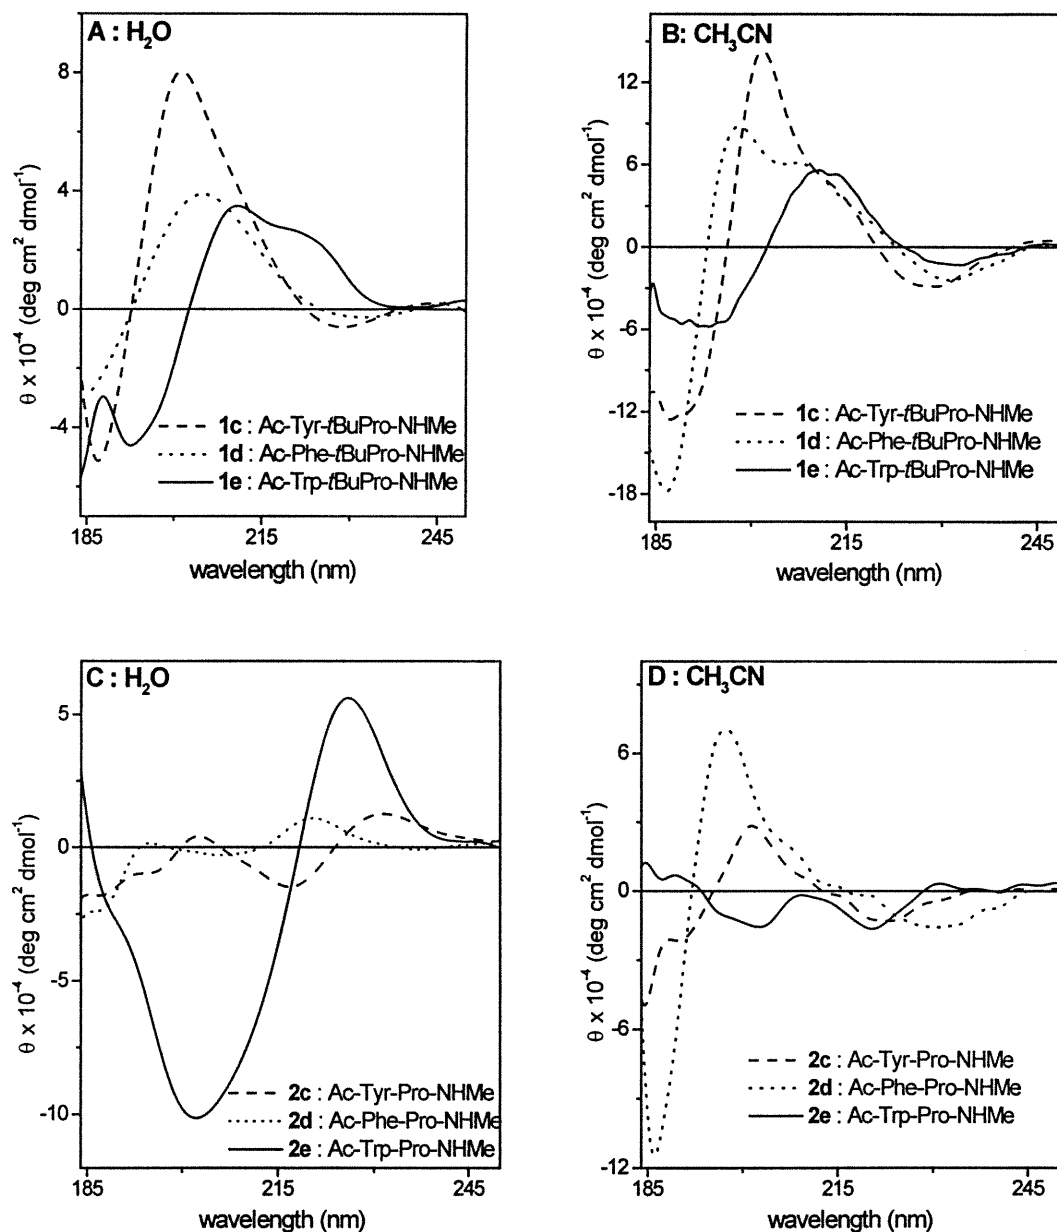 A : H₂O
8
4
0
-4
θ x 10⁻⁴ (deg cm² dmol⁻¹)
1c : Ac-Tyr-tBuPro-NHMe
1d : Ac-Phe-tBuPro-NHMe
1e : Ac-Trp-tBuPro-NHMe
185 215 245
wavelength (nm)
B: CH₃CN
12
6
0
-6
-12
-18
θ x 10⁻⁴ (deg cm² dmol⁻¹)
1c : Ac-Tyr-tBuPro-NHMe
1d : Ac-Phe-tBuPro-NHMe
1e : Ac-Trp-tBuPro-NHMe
185 215 245
wavelength (nm)
C : H₂O
5
0
-5
-10
θ x 10⁻⁴ (deg cm² dmol⁻¹)
2c : Ac-Tyr-Pro-NHMe
2d : Ac-Phe-Pro-NHMe
2e : Ac-Trp-Pro-NHMe
185 215 245
wavelength (nm)
D : CH₃CN
6
0
-6
-12
θ x 10⁻⁴ (deg cm² dmol⁻¹)
2c : Ac-Tyr-Pro-NHMe
2d : Ac-Phe-Pro-NHMe
2e : Ac-Trp-Pro-NHMe
185 215 245
wavelength (nm)